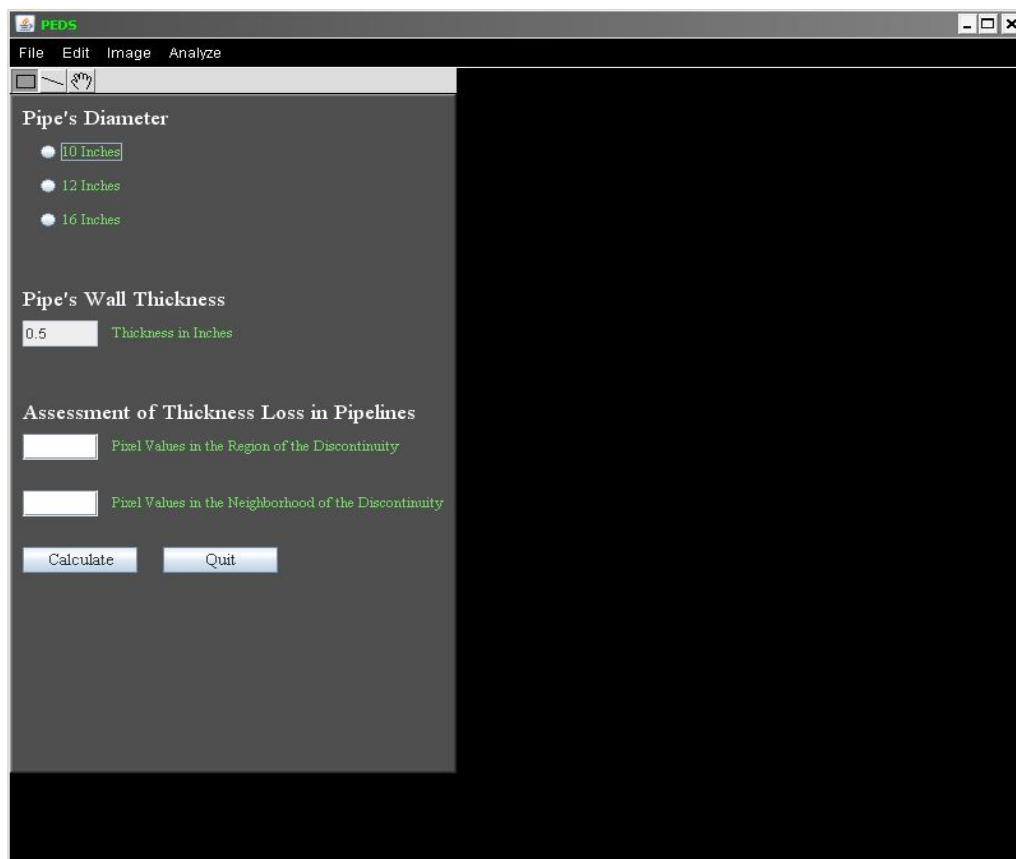 PEDS
File Edit Image Analyze
Pipe's Diameter
10 Inches
12 Inches
16 Inches
Pipe's Wall Thickness
0.5 Thickness in Inches
Assessment of Thickness Loss in Pipelines
Pixel Values in the Region of the Discontinuity
Pixel Values in the Neighborhood of the Discontinuity
Calculate Quit